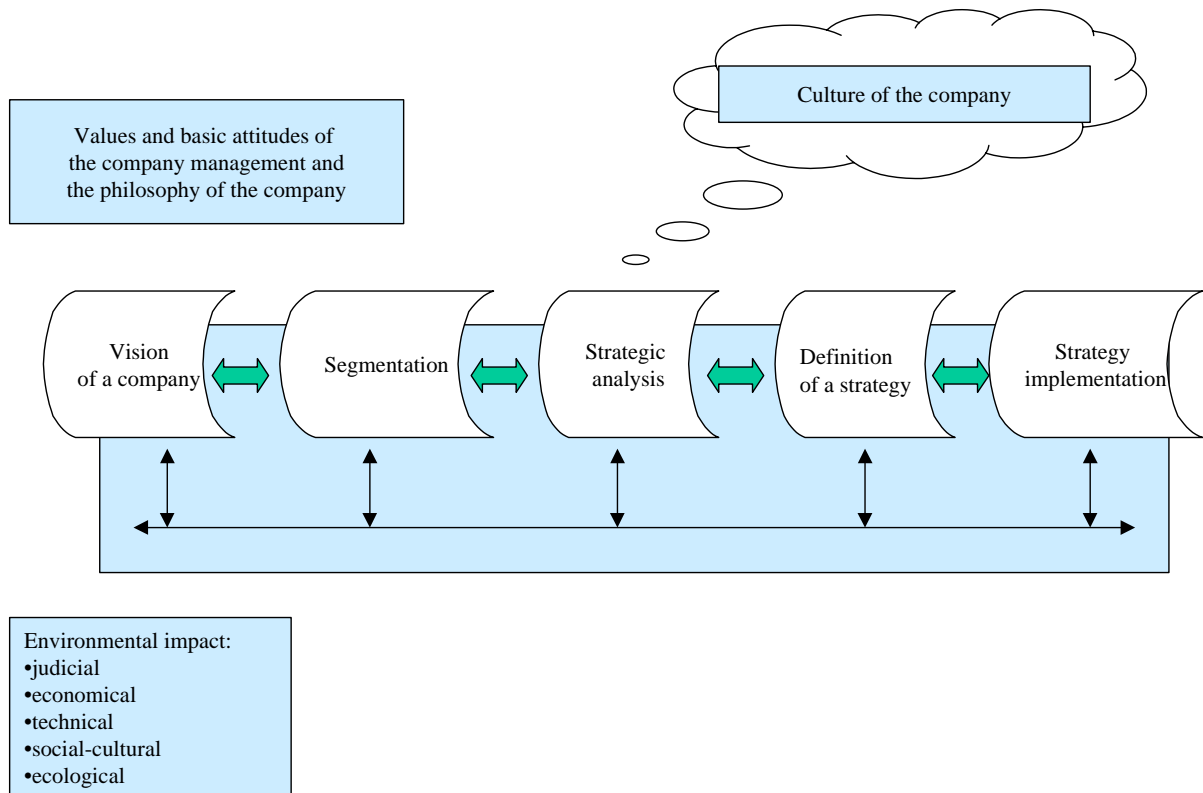 Culture of the company
Values and basic attitudes of
the company management and
the philosophy of the company
Vision
of a company
Segmentation
Strategic
analysis
Definition
of a strategy
Strategy
implementation
Environmental impact:
•judicial
•economical
•technical
•social-cultural
•ecological